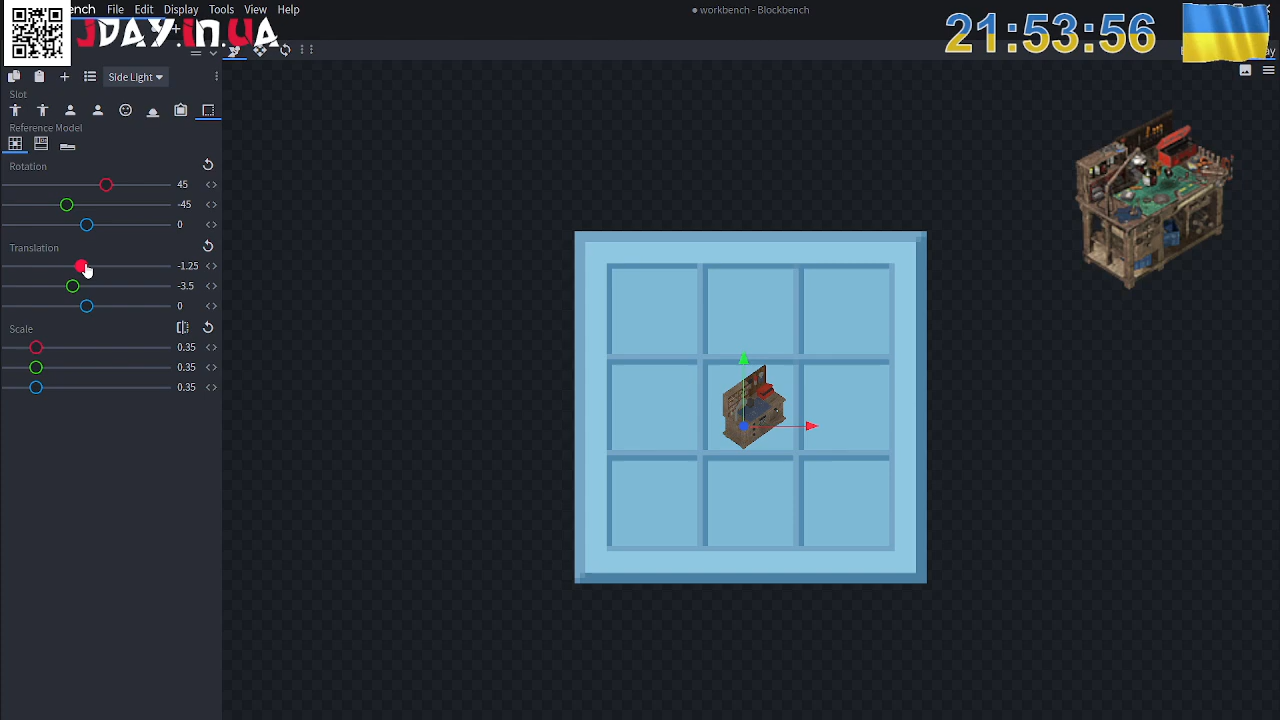 bench File Edit Display Tools View Help
workbench - Blockbench
JDAY.in.UA
21:53:56
Side Light
Slot
Reference Model
Rotation
45
-45
0
Translation
-1.25
-3.5
0
Scale
0.35
0.35
0.35